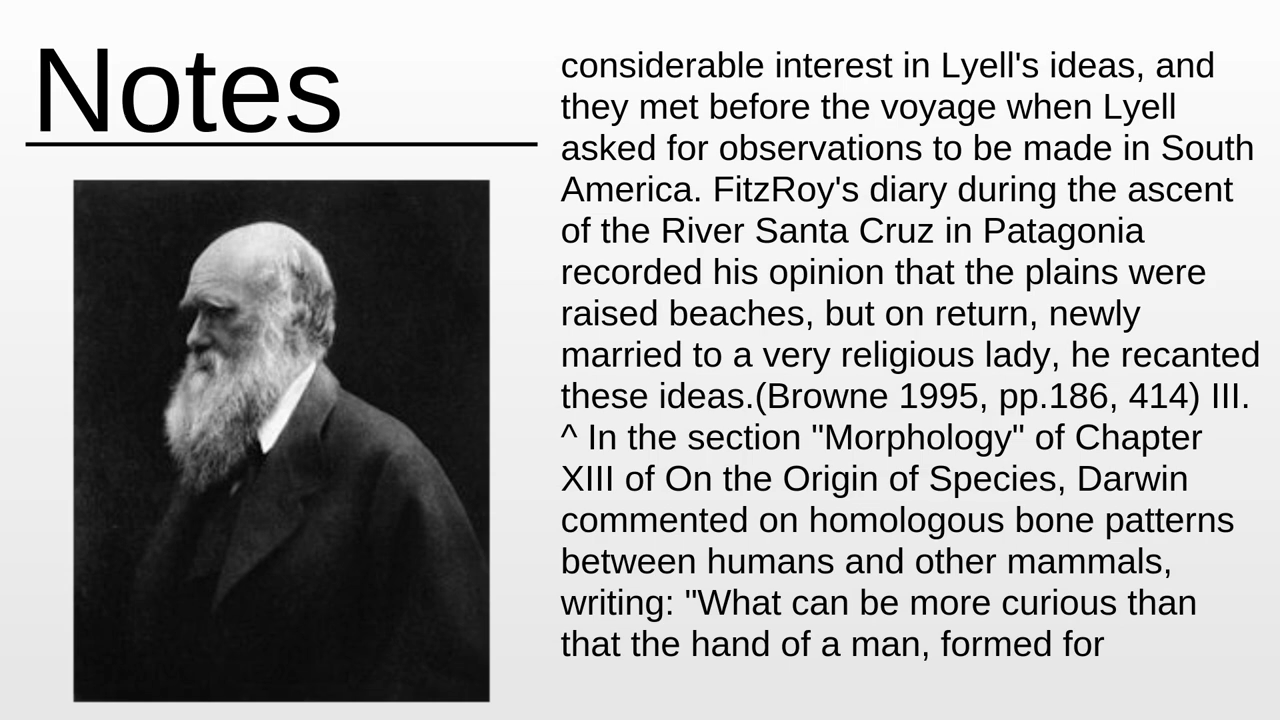 Notes
considerable interest in Lyell's ideas, and
they met before the voyage when Lyell
asked for observations to be made in South
America. FitzRoy's diary during the ascent
of the River Santa Cruz in Patagonia
recorded his opinion that the plains were
raised beaches, but on return, newly
married to a very religious lady, he recanted
these ideas.(Browne 1995, pp.186, 414) III.
^ In the section "Morphology" of Chapter
XIII of On the Origin of Species, Darwin
commented on homologous bone patterns
between humans and other mammals,
writing: "What can be more curious than
that the hand of a man, formed for